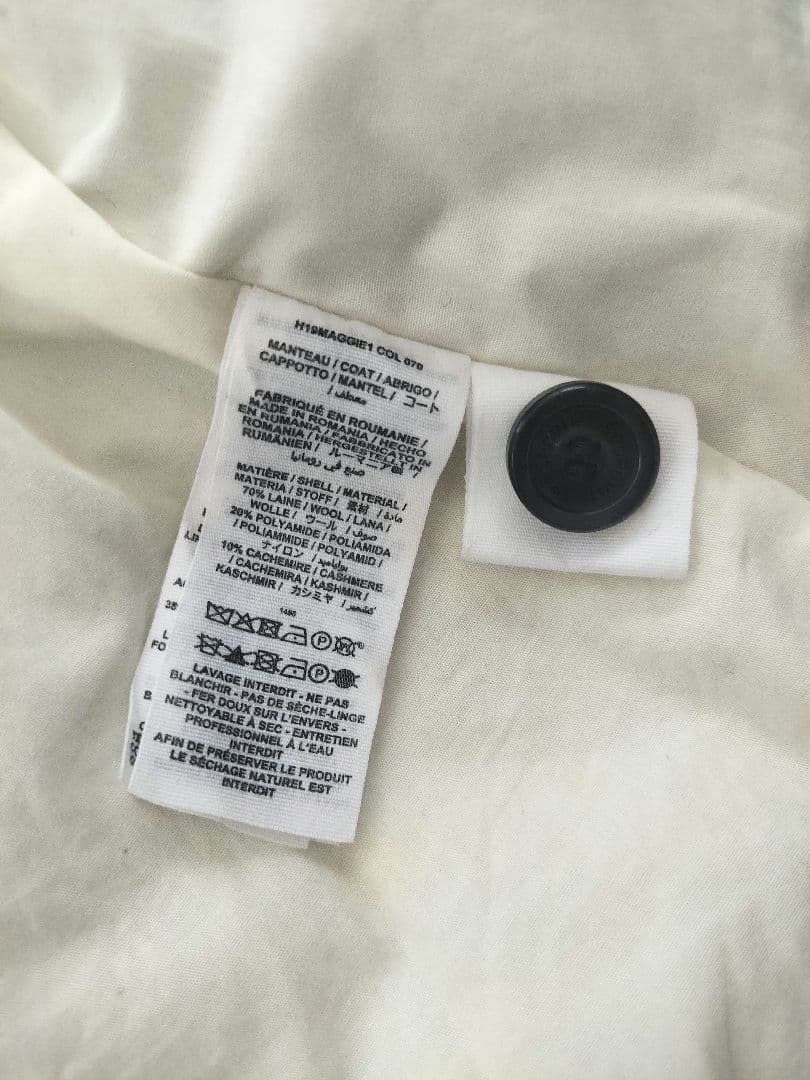 H19MAGGIE1 COL 070
MANTEAU / COAT / ABRIGO /
CAPPOTTO / MANTEL / コート
/ معطف
FABRIQUÉ EN ROUMANIE /
MADE IN ROMANIA / HECHO
EN RUMANIA / FABBRICATO IN
ROMANIA / HERGESTELLT IN
RUMÄNIEN / ルーマニア製 /
صنع في رومانيا
MATIÈRE / SHELL / MATERIAL /
MATERIA / STOFF / 素材 / مادة
70% LAINE / WOOL / LANA /
WOLLE / ウール / صوف
20% POLYAMIDE / POLIAMIDA
/ POLIAMMIDE / POLYAMID /
ナイロン / بولياميد
10% CACHEMIRE / CASHMERE
/ CACHEMIRA / KASHMIR /
KASCHMIR / カシミヤ / كشمير
1490
P W
P
LAVAGE INTERDIT - NE PAS
BLANCHIR - PAS DE SÈCHE-LINGE
- FER DOUX SUR L'ENVERS -
NETTOYABLE À SEC - ENTRETIEN
PROFESSIONNEL À L'EAU
INTERDIT
AFIN DE PRÉSERVER LE PRODUIT
LE SÉCHAGE NATUREL EST
INTERDIT